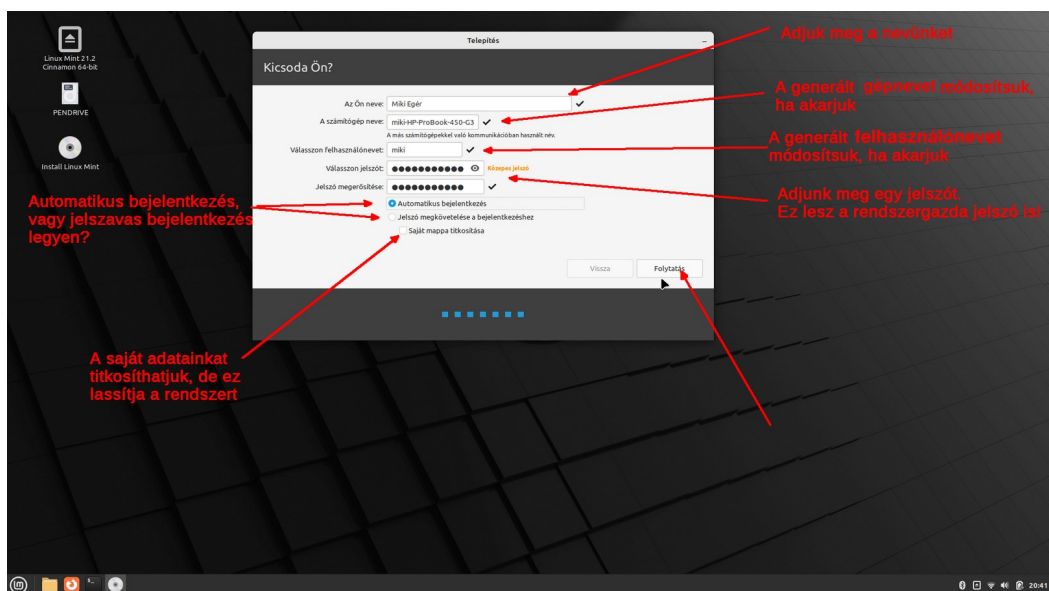 Linux Mint 21.2
Cinnamon 64-bit
PENDRIVE
Install Linux Mint
Telepítés
Kicsoda Ön?
Az Ön neve:
Miki Egér
A számítógép neve:
miki-HP-ProBook-450-G3
A más számítógépekkel való kommunikációban használt név.
Válasszon felhasználónevet:
miki
Válasszon jelszót:
Közepes jelszó
Jelszó megerősítése:
Automatikus bejelentkezés
Jelszó megkövetelése a bejelentkezéshez
Saját mappa titkosítása
Vissza
Folytatás
Adjuk meg a nevünket
A generált gépnevet módosítsuk,
ha akarjuk
A generált felhasználónevet
módosítsuk, ha akarjuk
Adjunk meg egy jelszót.
Ez lesz a rendszergazda jelszó is!
Automatikus bejelentkezés,
vagy jelszavas bejelentkezés
legyen?
A saját adatainkat
titkosíthatjuk, de ez
lassítja a rendszert
20:41